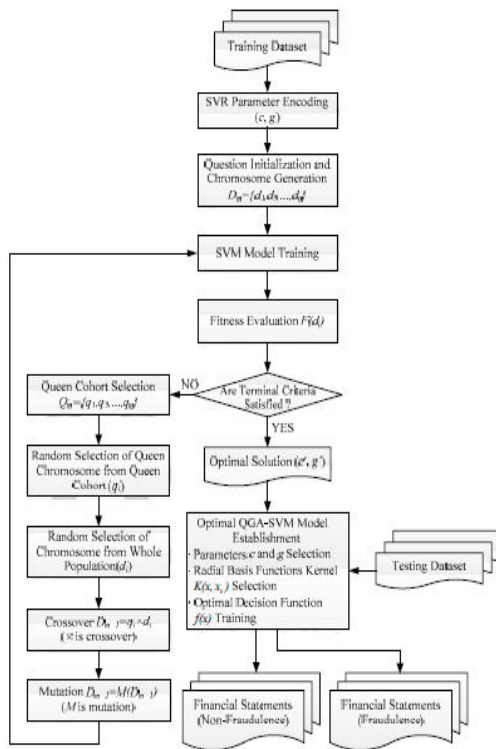 Training Dataset
SVR Parameter Encoding
(c, g)
Question Initialization and
Chromosome Generation
SVM Model Training
Fitness Evaluation F(dᵢ)
Are Terminal Criteria
Satisfied ?
NO
YES
Queen Cohort Selection
Random Selection of Queen
Chromosome from Queen
Cohort (qᵢ)
Random Selection of
Chromosome from Whole
Population(dᵢ)
Crossover
(× is crossover)
Mutation
(M is mutation)
Optimal Solution
Optimal QGA-SVM Model
Establishment
· Parameters c and g Selection
· Radial Basis Functions Kernel
K(x, xᵢ) Selection
· Optimal Decision Function
f(x) Training
Testing Dataset
Financial Statements
(Non-Fraudulence)
Financial Statements
(Fraudulence)